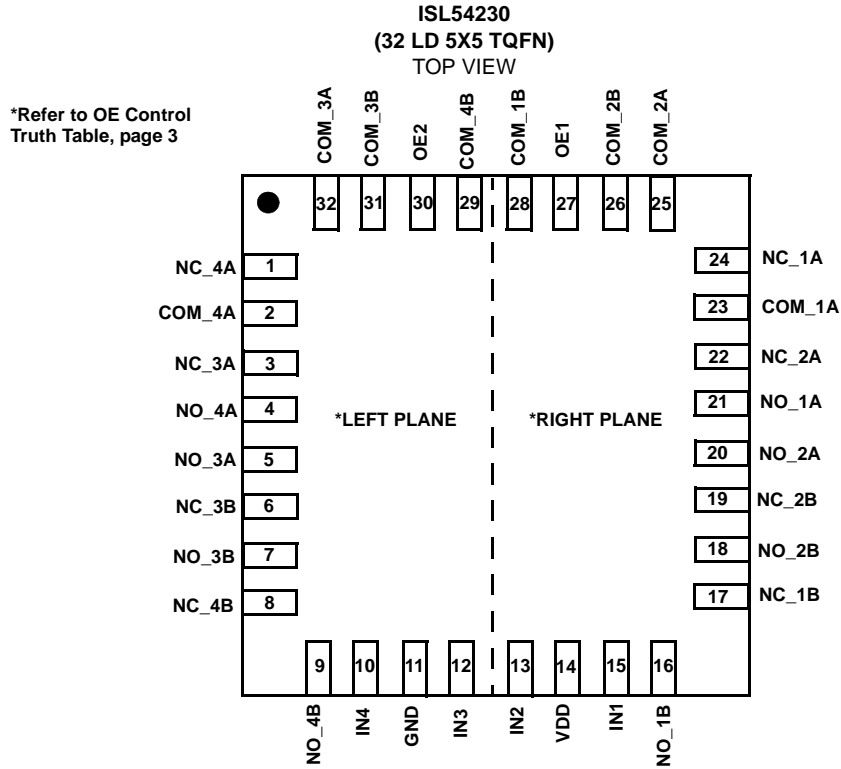 ISL54230
(32 LD 5X5 TQFN)
TOP VIEW
*Refer to OE Control
Truth Table, page 3
COM_3A
COM_3B
OE2
COM_4B
COM_1B
OE1
COM_2B
COM_2A
32
31
30
29
28
27
26
25
NC_4A
1
COM_4A
2
NC_3A
3
NO_4A
4
NO_3A
5
NC_3B
6
NO_3B
7
NC_4B
8
*LEFT PLANE
*RIGHT PLANE
24
NC_1A
23
COM_1A
22
NC_2A
21
NO_1A
20
NO_2A
19
NC_2B
18
NO_2B
17
NC_1B
9
10
11
12
13
14
15
16
NO_4B
IN4
GND
IN3
IN2
VDD
IN1
NO_1B